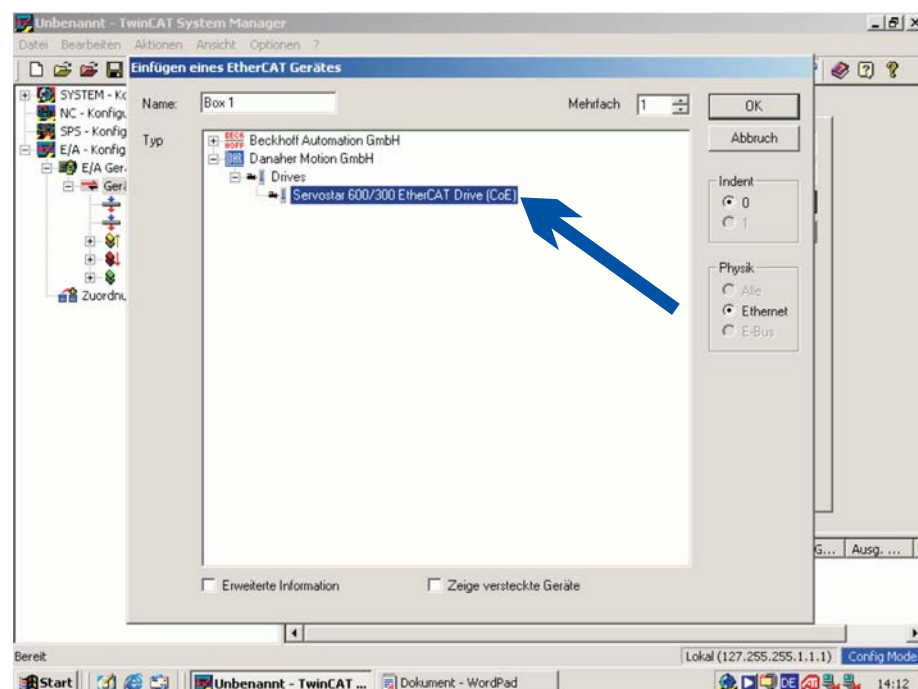 Unbenannt - TwinCAT System Manager
Datei Bearbeiten Aktionen Ansicht Optionen ?
Einfügen eines EtherCAT Gerätes
SYSTEM - Ko
NC - Konfigu
SPS - Konfig
E/A - Konfig
E/A Ger
Gerä
Zuordnu
Name:
Box 1
Mehrfach
1
OK
Abbruch
Typ
BECK
HOFF
Beckhoff Automation GmbH
Danaher Motion GmbH
Drives
Servostar 600/300 EtherCAT Drive (CoE)
Indent
0
1
Physik
Alle
Ethernet
E-Bus
Erweiterte Information
Zeige versteckte Geräte
G... Ausg. ...
Bereit
Lokal (127.255.255.1.1.1) Config Mode
Start
Unbenannt - TwinCAT ...
Dokument - WordPad
DE
14:12